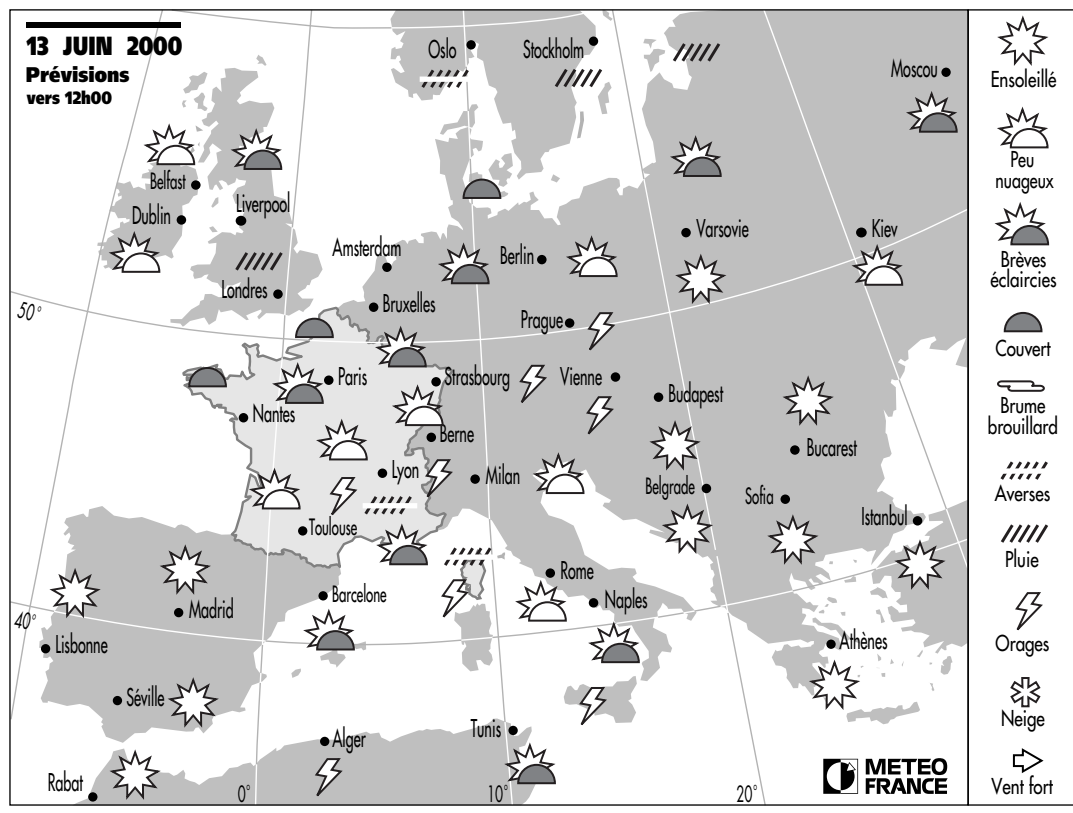 13 JUIN 2000
Prévisions
vers 12h00
Oslo
Stockholm
Moscou
Belfast
Dublin
Liverpool
Londres
Amsterdam
Bruxelles
Berlin
Varsovie
Kiev
50°
Prague
Paris
Strasbourg
Vienne
Budapest
Nantes
Berne
Bucarest
Lyon
Milan
Belgrade
Sofia
Istanbul
Toulouse
Rome
Barcelone
Naples
Madrid
40°
Lisbonne
Athènes
Séville
Tunis
Alger
Rabat
0°
10°
20°
METEO
FRANCE
Ensoleillé
Peu
nuageux
Brèves
éclaircies
Couvert
Brume
brouillard
Averses
Pluie
Orages
Neige
Vent fort